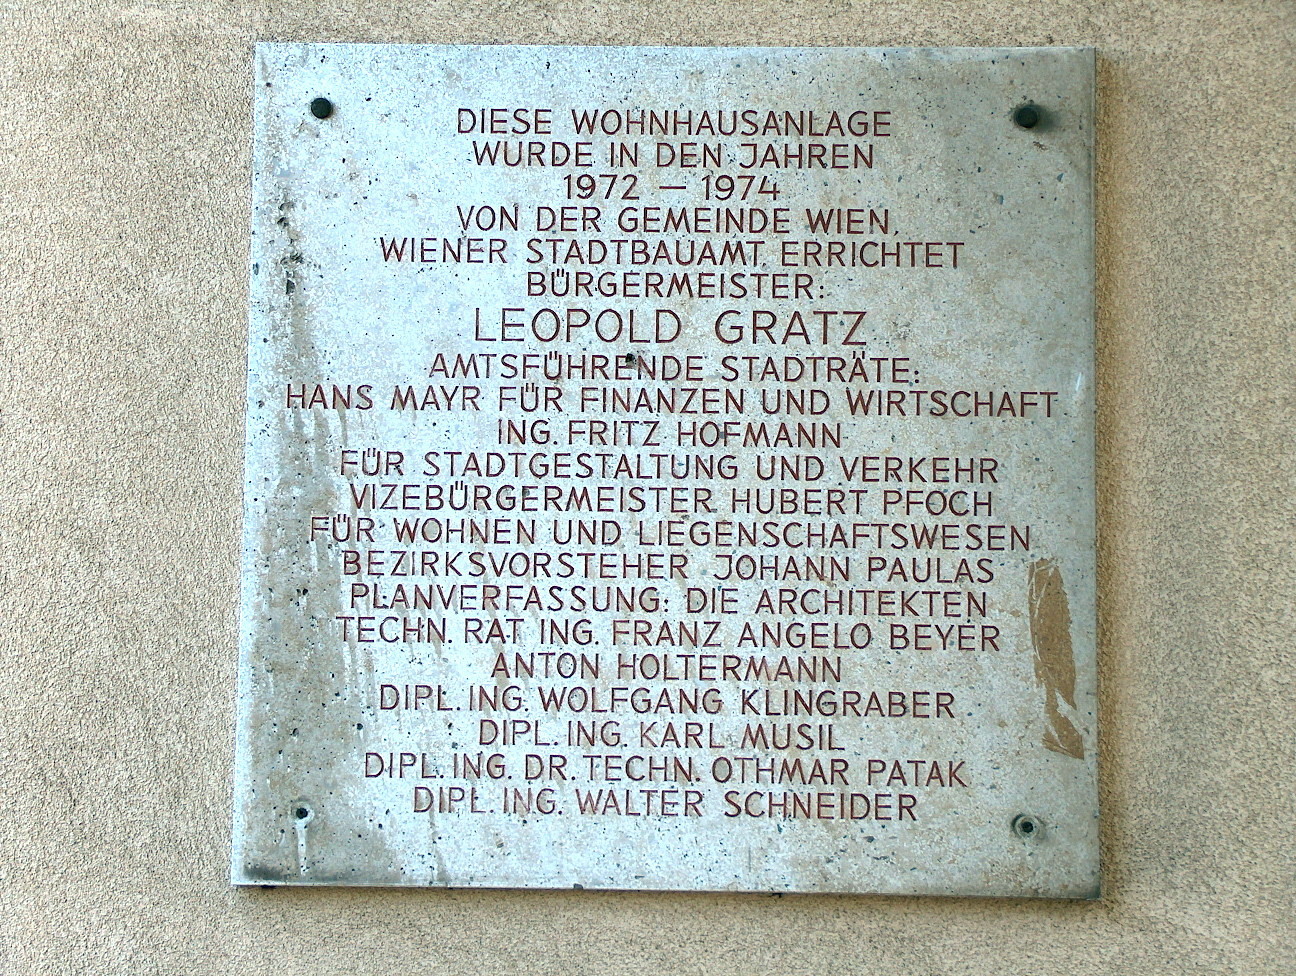 DIESE WOHNHAUSANLAGE
WURDE IN DEN JAHREN
1972 – 1974
VON DER GEMEINDE WIEN,
WIENER STADTBAUAMT ERRICHTET
BÜRGERMEISTER:
LEOPOLD GRATZ
AMTSFÜHRENDE STADTRÄTE:
HANS MAYR FÜR FINANZEN UND WIRTSCHAFT
ING. FRITZ HOFMANN
FÜR STADTGESTALTUNG UND VERKEHR
VIZEBÜRGERMEISTER HUBERT PFOCH
FÜR WOHNEN UND LIEGENSCHAFTSWESEN
BEZIRKSVORSTEHER JOHANN PAULAS
PLANVERFASSUNG: DIE ARCHITEKTEN
TECHN. RAT ING. FRANZ ANGELO BEYER
ANTON HOLTERMANN
DIPL. ING. WOLFGANG KLINGRABER
DIPL. ING. KARL MUSIL
DIPL. ING. DR. TECHN. OTHMAR PATAK
DIPL. ING. WALTER SCHNEIDER